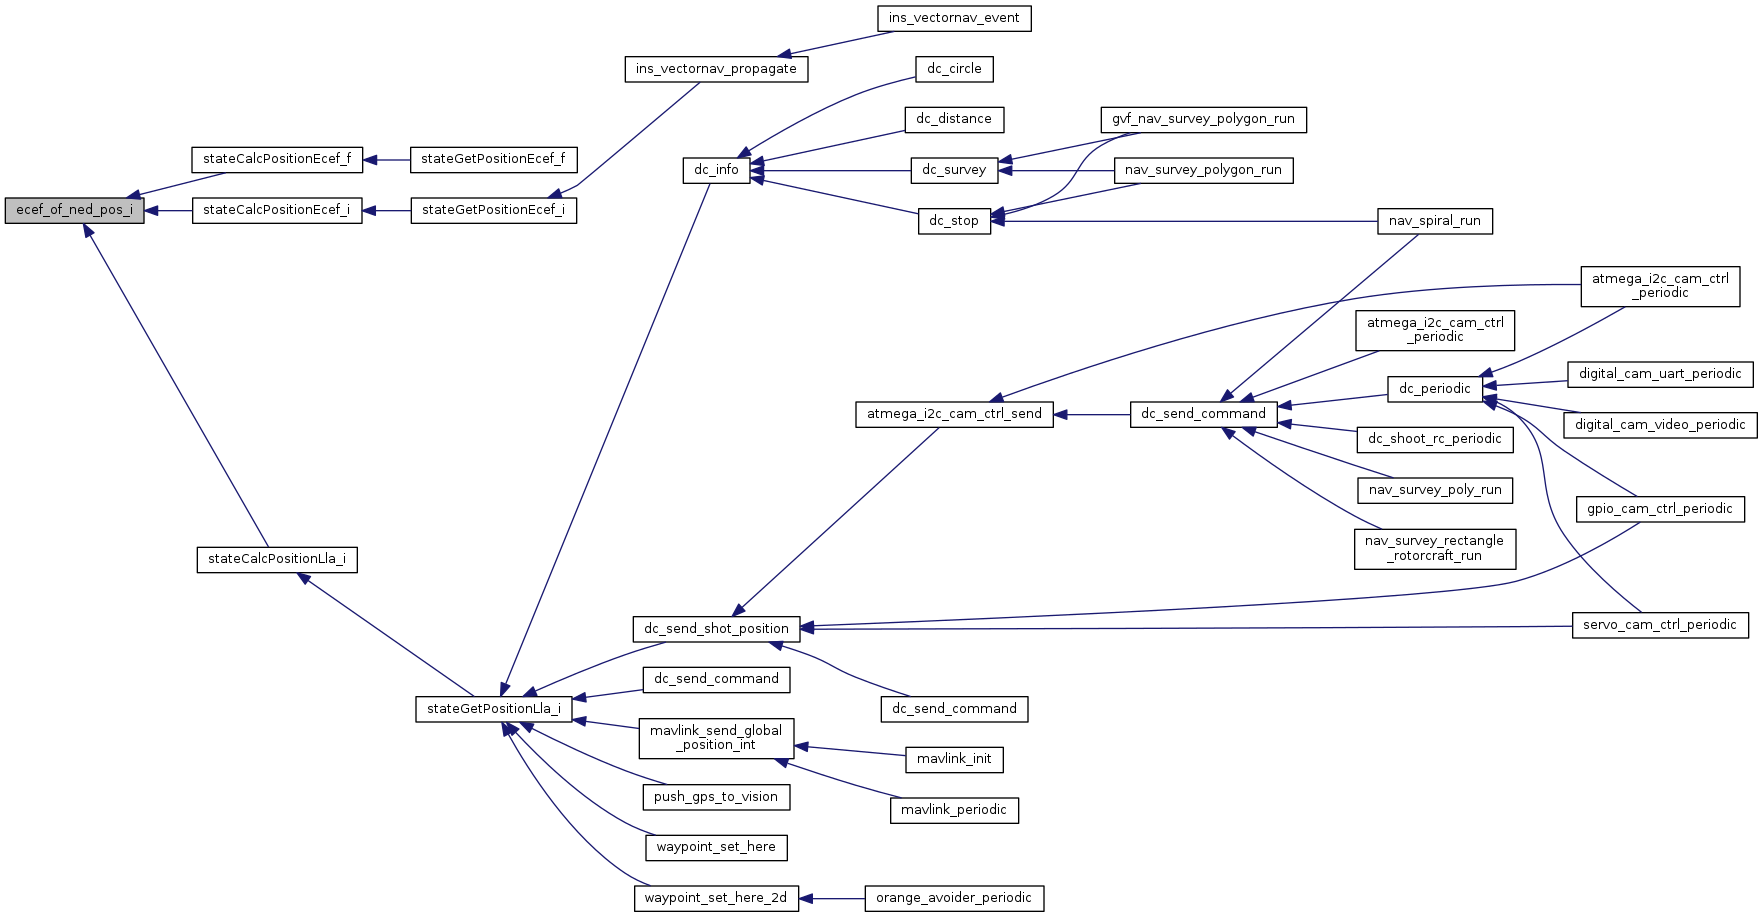 ins_vectornav_event
ins_vectornav_propagate
dc_circle
dc_distance
gvf_nav_survey_polygon_run
stateCalcPositionEcef_f
stateGetPositionEcef_f
dc_info
dc_survey
nav_survey_polygon_run
ecef_of_ned_pos_i
stateCalcPositionEcef_i
stateGetPositionEcef_i
dc_stop
nav_spiral_run
atmega_i2c_cam_ctrl
_periodic
atmega_i2c_cam_ctrl
_periodic
digital_cam_uart_periodic
dc_periodic
atmega_i2c_cam_ctrl_send
dc_send_command
digital_cam_video_periodic
dc_shoot_rc_periodic
nav_survey_poly_run
gpio_cam_ctrl_periodic
nav_survey_rectangle
_rotorcraft_run
stateCalcPositionLla_i
dc_send_shot_position
servo_cam_ctrl_periodic
dc_send_command
stateGetPositionLla_i
dc_send_command
mavlink_send_global
_position_int
mavlink_init
push_gps_to_vision
mavlink_periodic
waypoint_set_here
waypoint_set_here_2d
orange_avoider_periodic